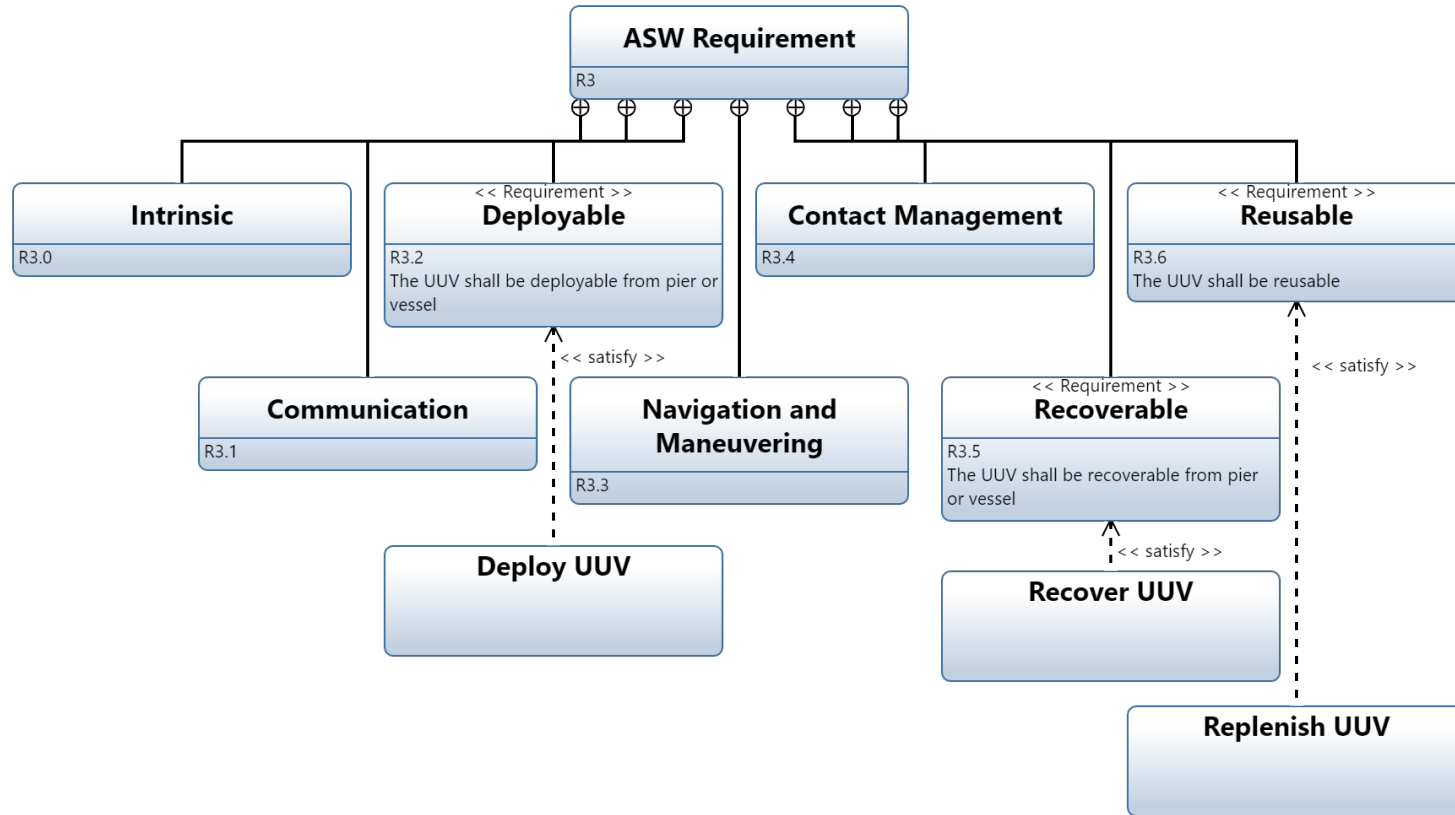 ASW Requirement
R3
Intrinsic
R3.0
<< Requirement >>
Deployable
R3.2
The UUV shall be deployable from pier or
vessel
Contact Management
R3.4
<< Requirement >>
Reusable
R3.6
The UUV shall be reusable
<< satisfy >>
<< satisfy >>
Communication
R3.1
Navigation and
Maneuvering
R3.3
<< Requirement >>
Recoverable
R3.5
The UUV shall be recoverable from pier
or vessel
<< satisfy >>
Deploy UUV
Recover UUV
Replenish UUV